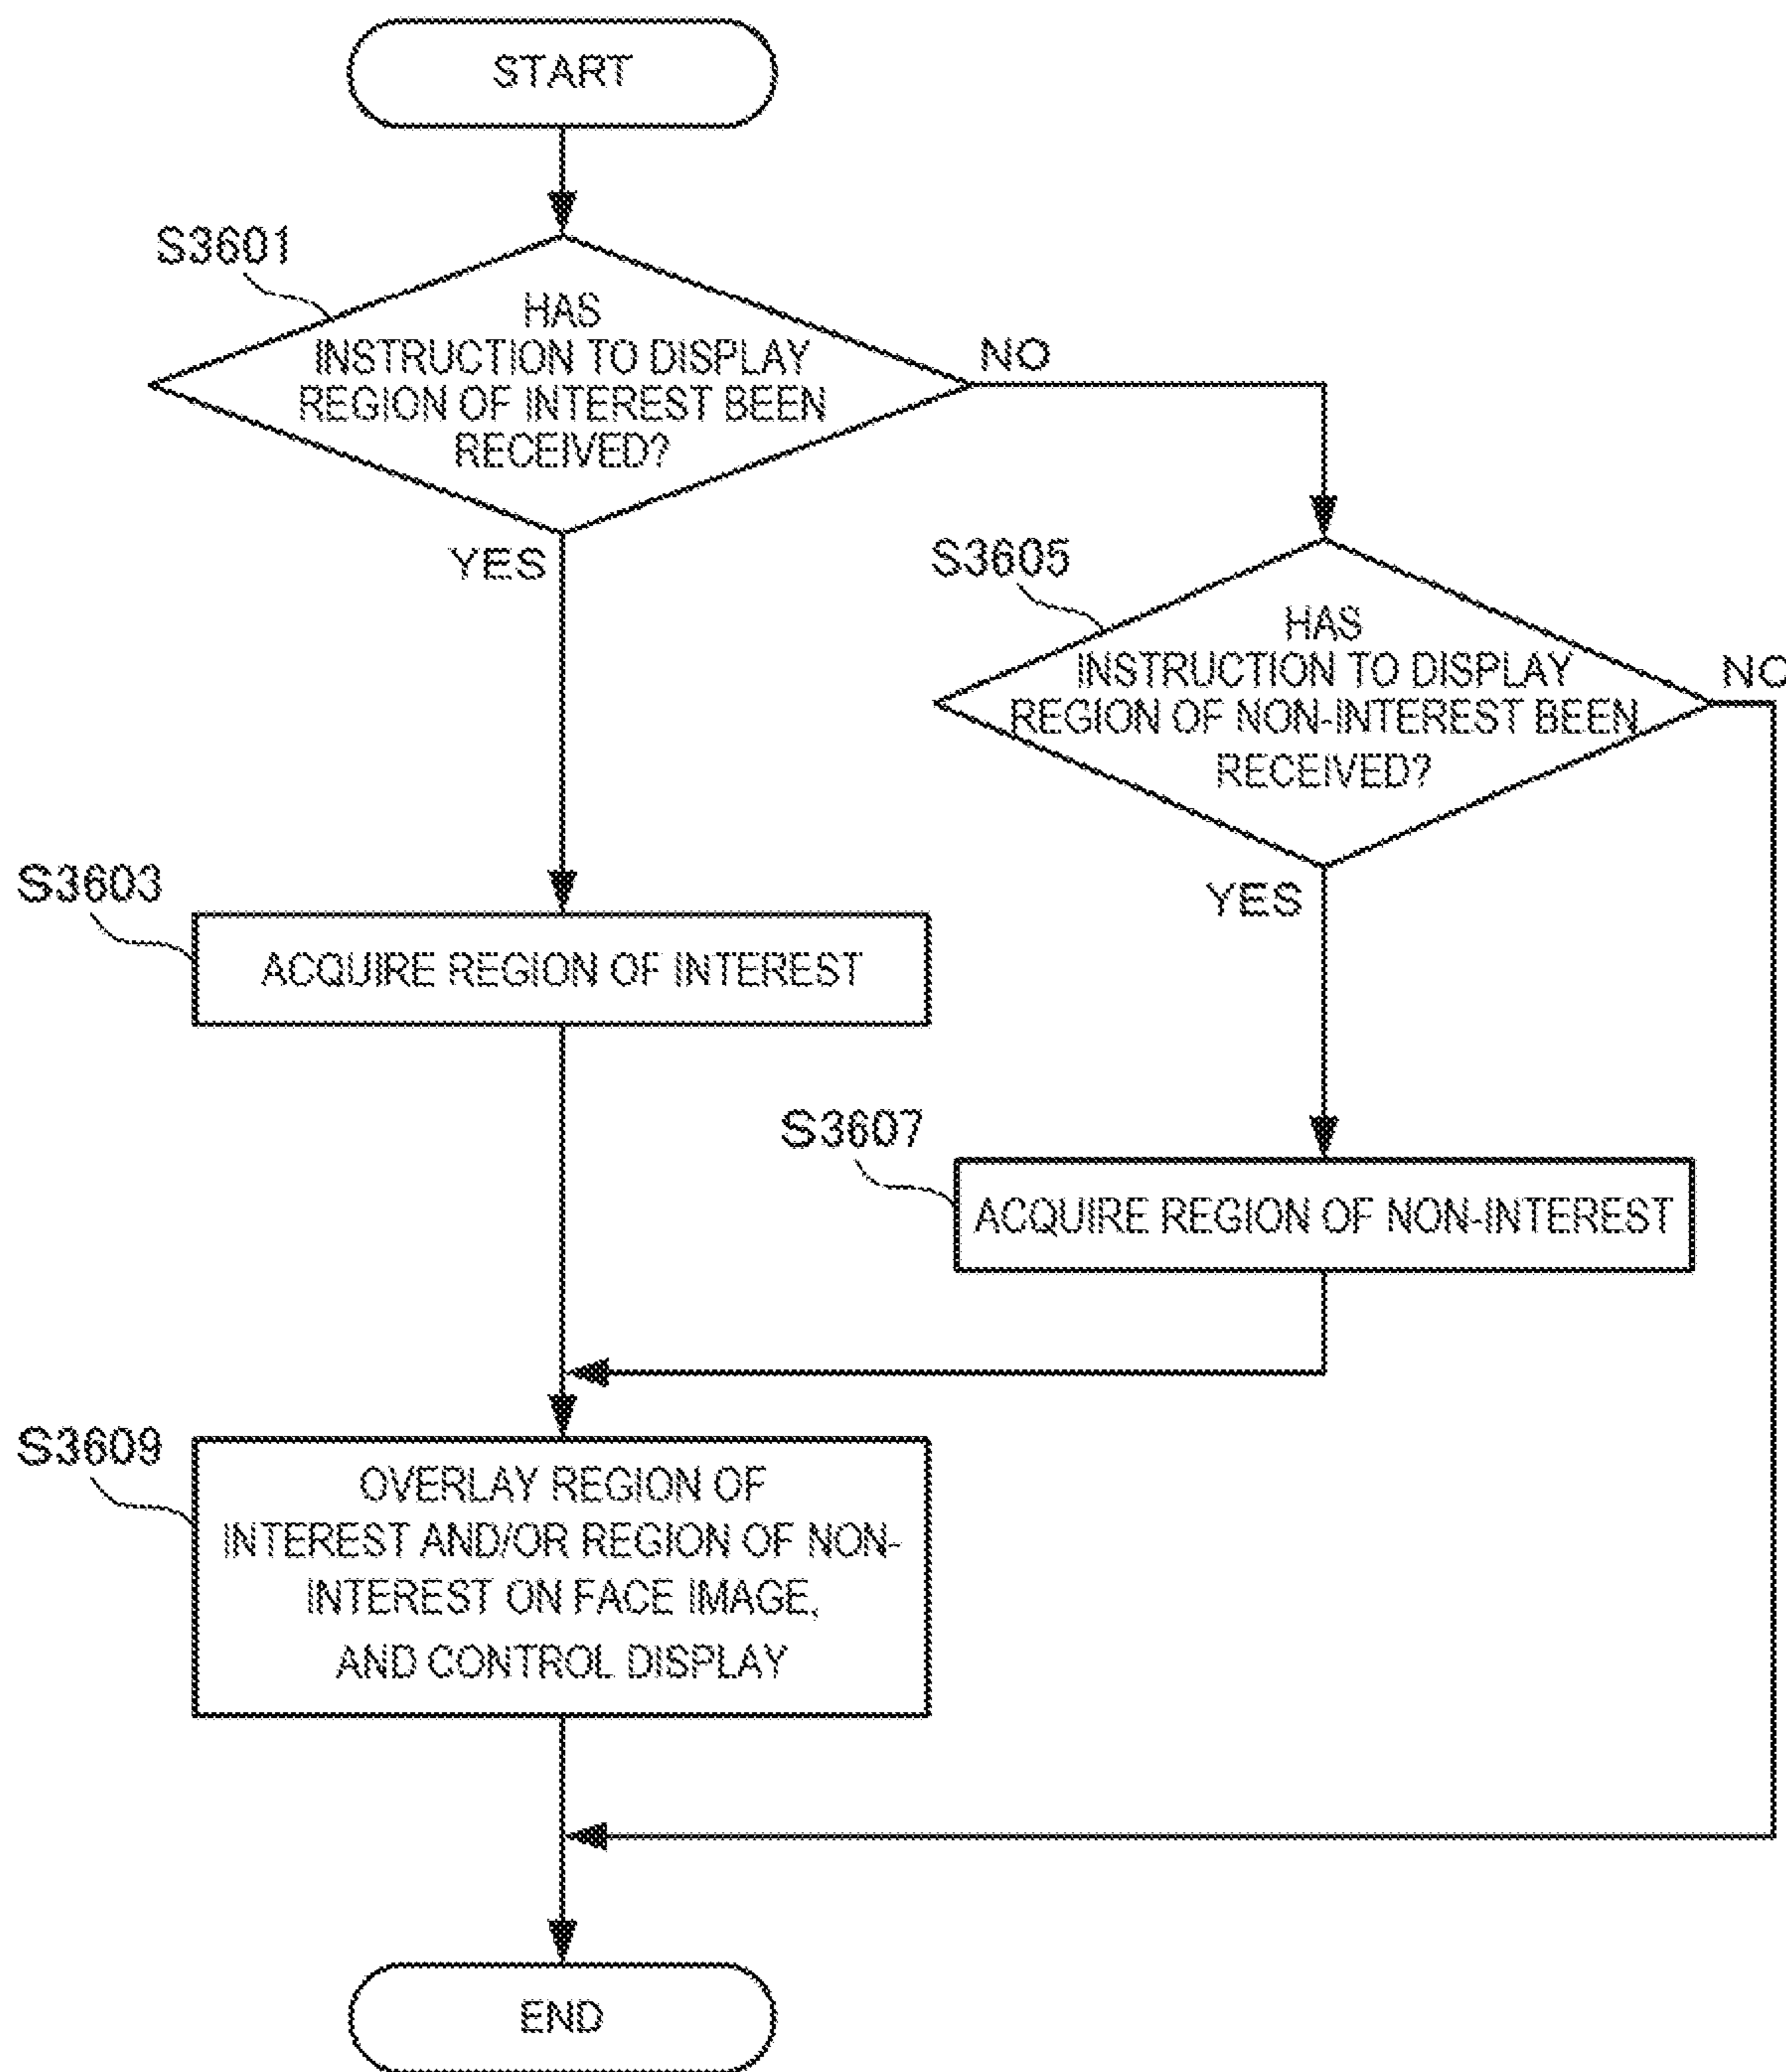 START
S3601
HAS
INSTRUCTION TO DISPLAY
REGION OF INTEREST BEEN
RECEIVED?
NO
YES
S3605
HAS
INSTRUCTION TO DISPLAY
REGION OF NON-INTEREST BEEN
RECEIVED?
NO
YES
S3603
ACQUIRE REGION OF INTEREST
S3607
ACQUIRE REGION OF NON-INTEREST
S3609
OVERLAY REGION OF
INTEREST AND/OR REGION OF NON-
INTEREST ON FACE IMAGE,
AND CONTROL DISPLAY
END